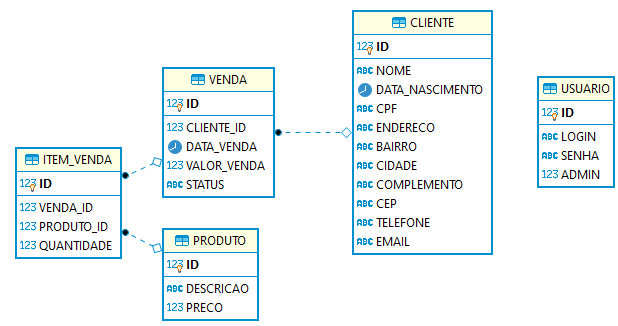 CLIENTE
123 ID
ABC NOME
DATA_NASCIMENTO
ABC CPF
ABC ENDERECO
ABC BAIRRO
ABC CIDADE
ABC COMPLEMENTO
ABC CEP
ABC TELEFONE
ABC EMAIL
VENDA
123 ID
123 CLIENTE_ID
DATA_VENDA
123 VALOR_VENDA
ABC STATUS
USUARIO
123 ID
ABC LOGIN
ABC SENHA
123 ADMIN
ITEM_VENDA
123 ID
123 VENDA_ID
123 PRODUTO_ID
123 QUANTIDADE
PRODUTO
123 ID
ABC DESCRICAO
123 PRECO